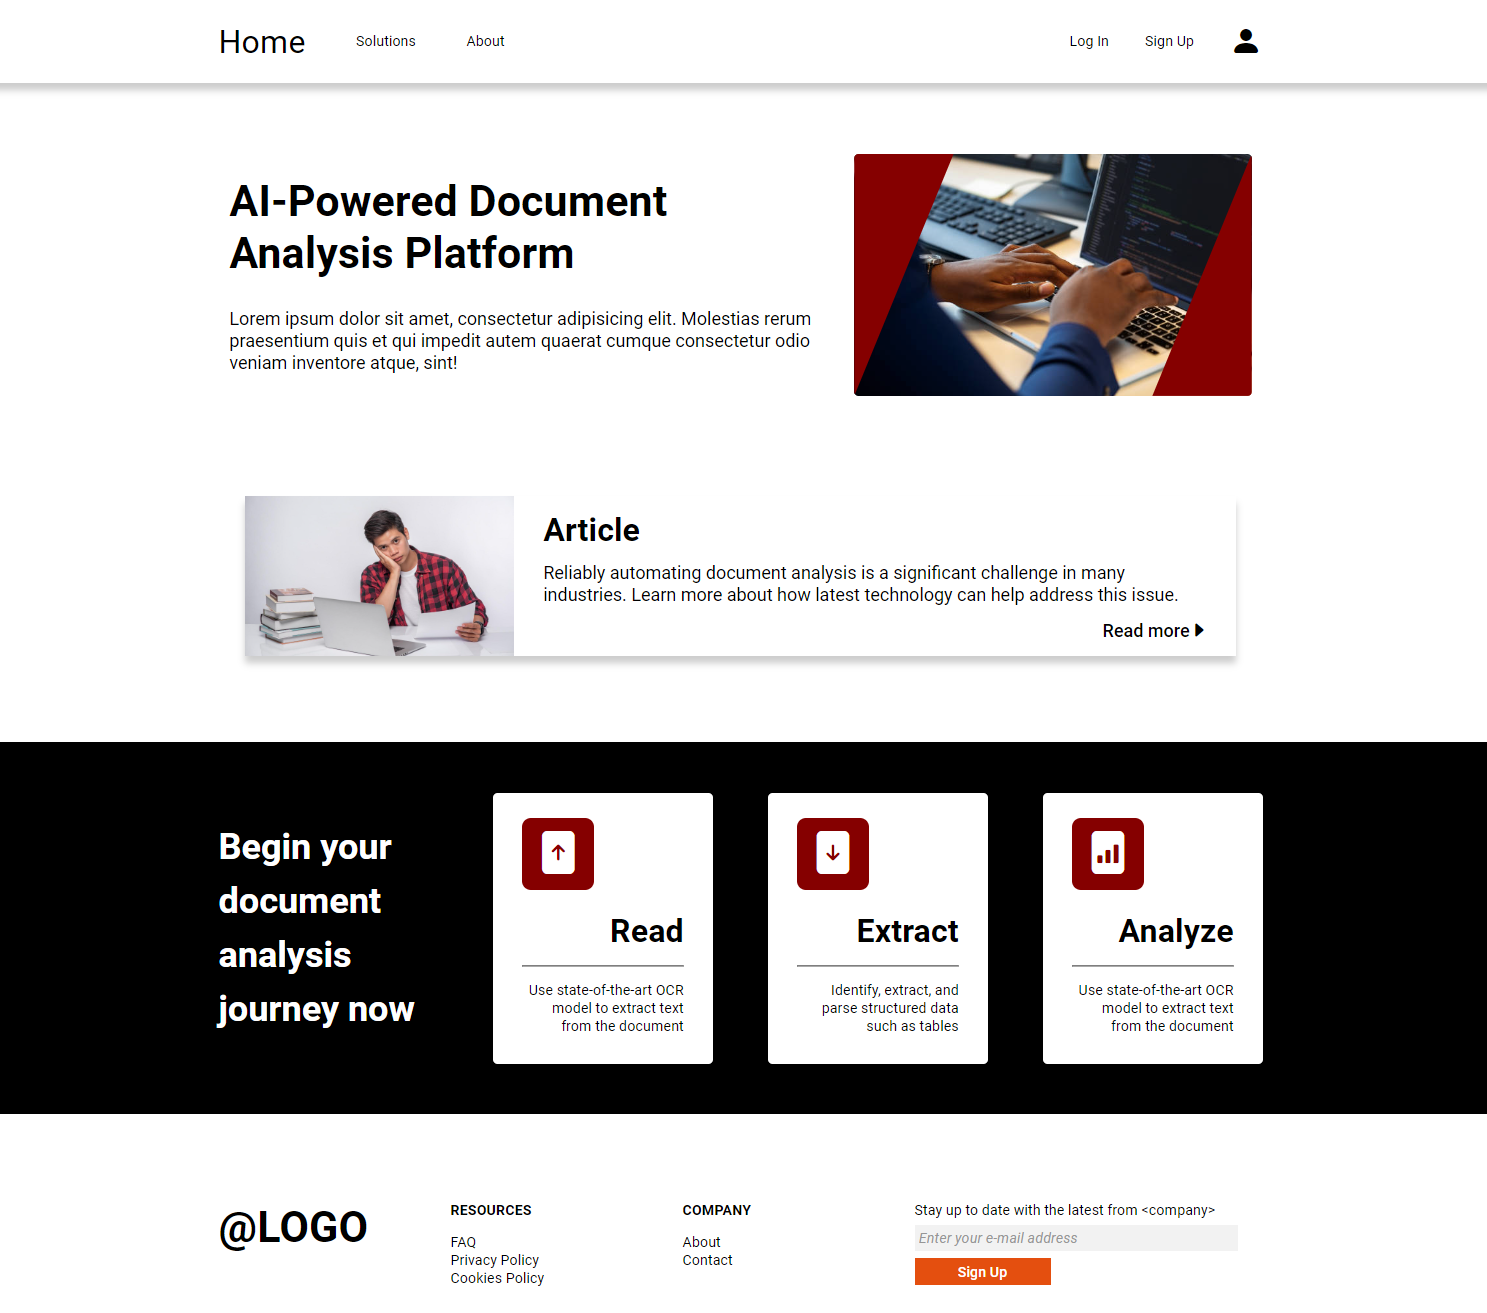 Home
Solutions
About
Log In
Sign Up
AI-Powered Document
Analysis Platform
Lorem ipsum dolor sit amet, consectetur adipisicing elit. Molestias rerum
praesentium quis et qui impedit autem quaerat cumque consectetur odio
veniam inventore atque, sint!
Article
Reliably automating document analysis is a significant challenge in many
industries. Learn more about how latest technology can help address this issue.
Read more
Begin your
document
analysis
journey now
Read
Use state-of-the-art OCR
model to extract text
from the document
Extract
Identify, extract, and
parse structured data
such as tables
Analyze
Use state-of-the-art OCR
model to extract text
from the document
@LOGO
RESOURCES
FAQ
Privacy Policy
Cookies Policy
COMPANY
About
Contact
Stay up to date with the latest from <company>
Enter your e-mail address
Sign Up